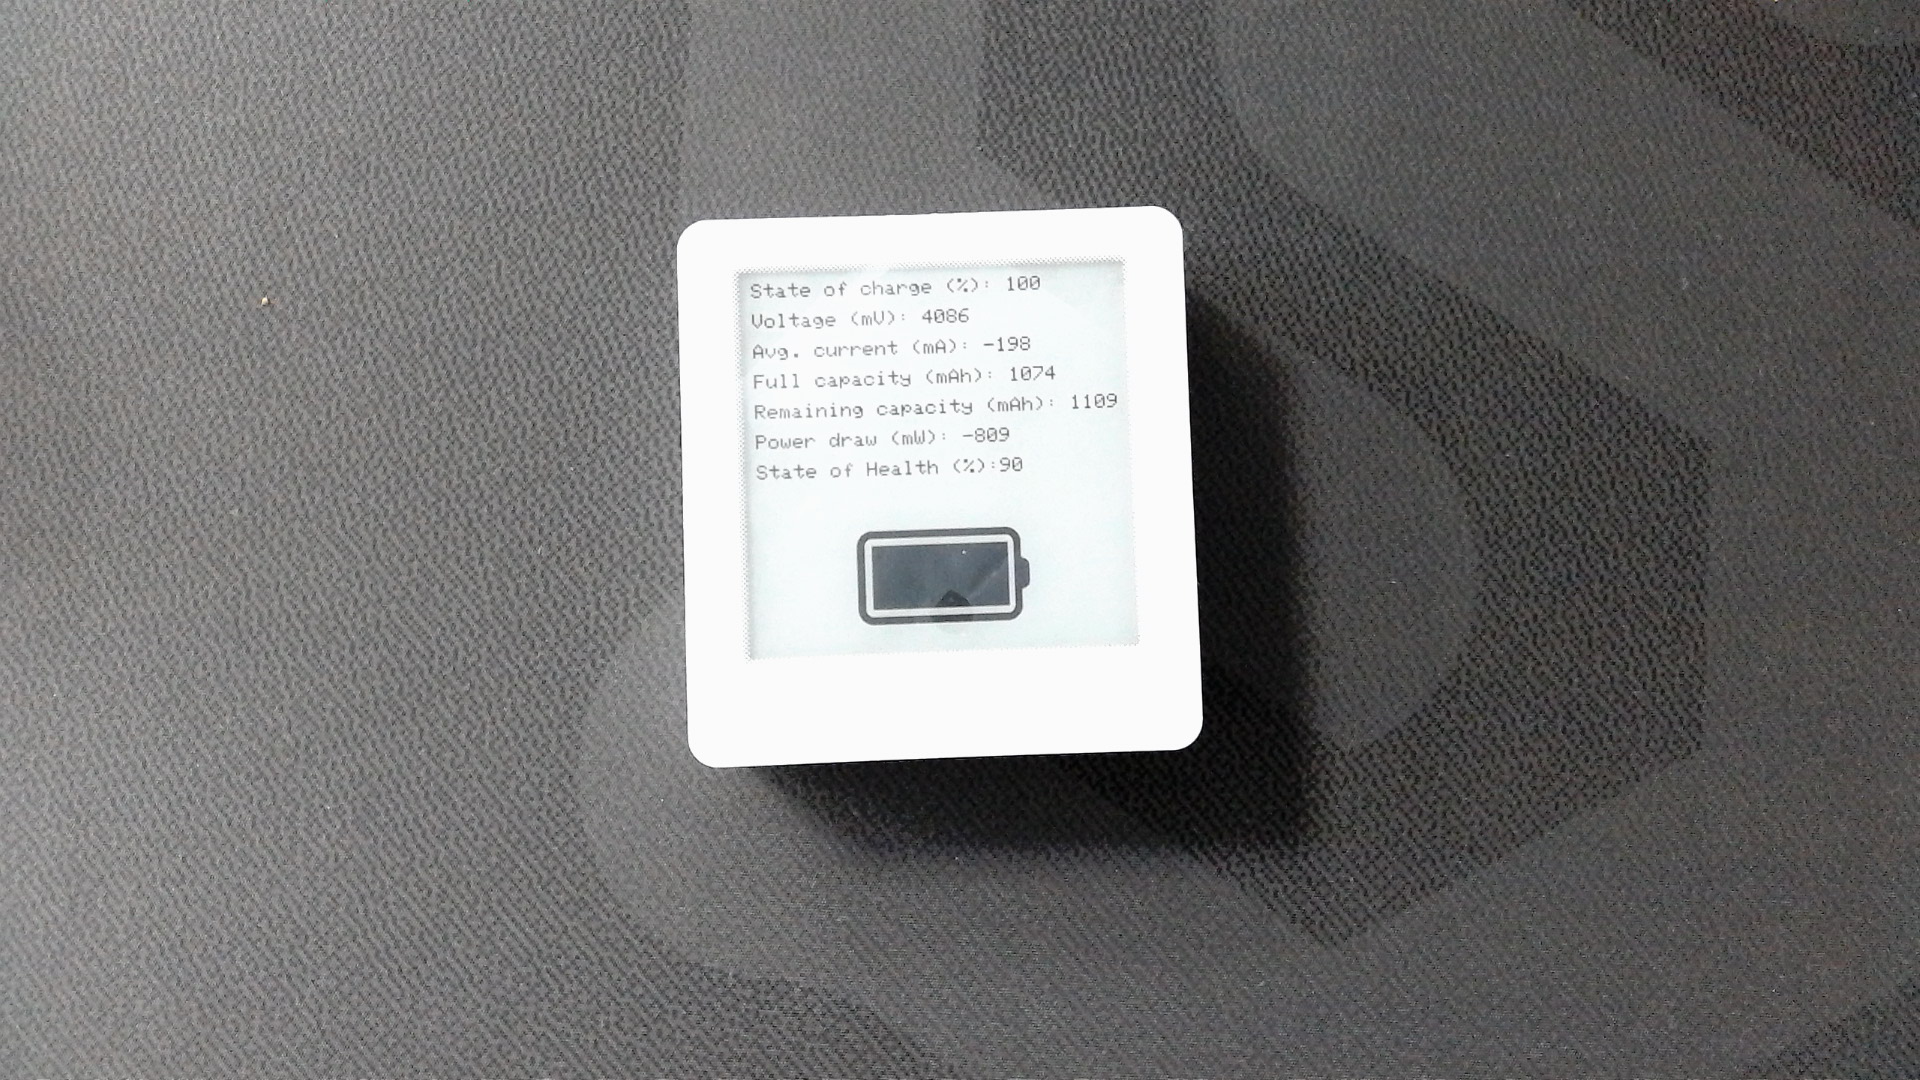 State of charge (%): 100
Voltage (mV): 4086
Avg. current (mA): -198
Full capacity (mAh): 1074
Remaining capacity (mAh): 1109
Power draw (mW): -809
State of Health (%):90